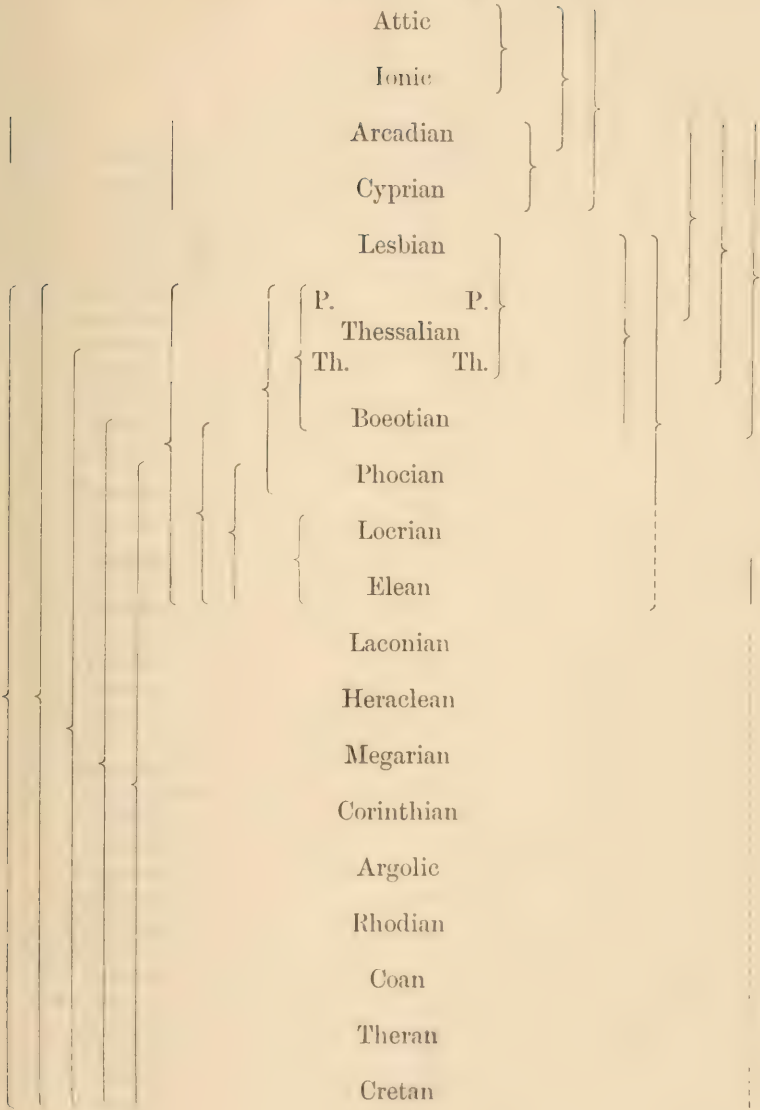 Attic
Ionic
Arcadian
Cyprian
Lesbian
P. P.
Thessalian
Th. Th.
Boeotian
Phocian
Locrian
Elean
Laconian
Heraclean
Megarian
Corinthian
Argolic
Rhodian
Coan
Theran
Cretan